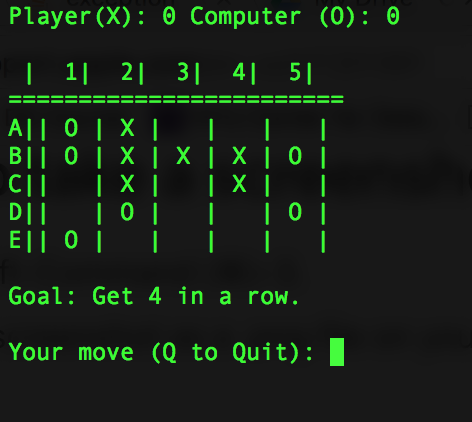 Player(X): 0 Computer (O): 0
 |  1|  2|  3|  4|  5|
========================
A|| O | X |   |   |   |
B|| O | X | X | X | O |
C||   | X |   | X |   |
D||   | O |   |   | O |
E|| O |   |   |   |   |
Goal: Get 4 in a row.
Your move (Q to Quit):